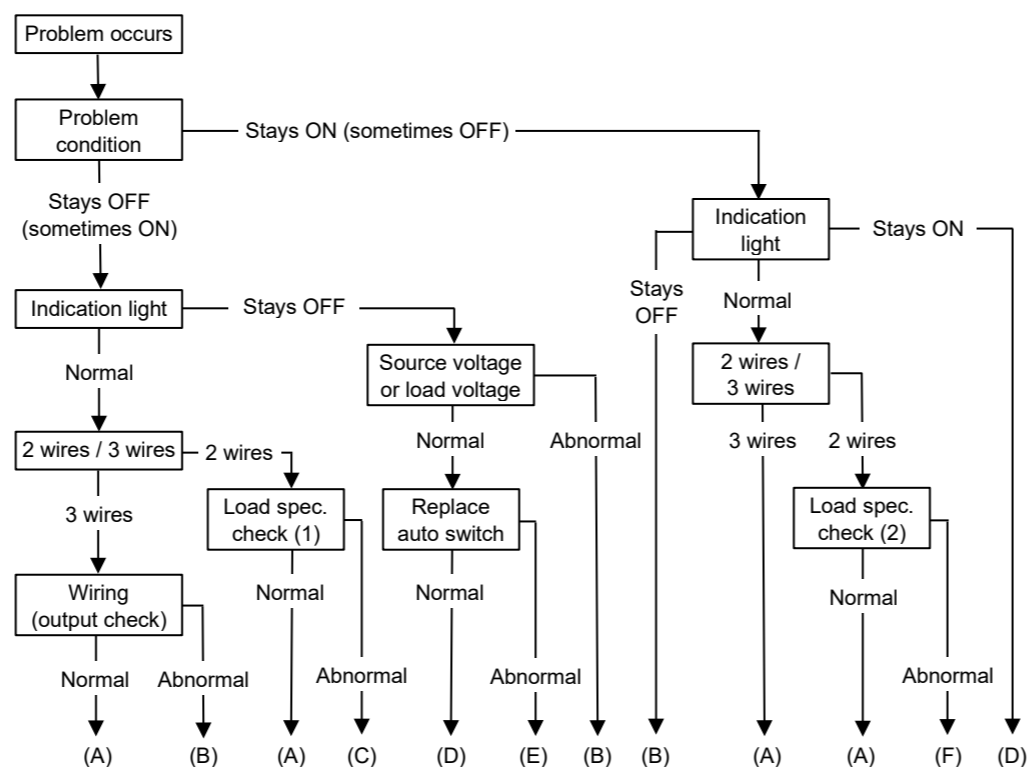 Problem occurs
Problem
condition
Stays ON (sometimes OFF)
Stays OFF
(sometimes ON)
Indication
light
Stays ON
Stays
OFF
Normal
Indication light
Stays OFF
Normal
Source voltage
or load voltage
2 wires /
3 wires
Normal
Abnormal
3 wires
2 wires
2 wires / 3 wires
2 wires
3 wires
Load spec.
check (1)
Replace
auto switch
Load spec.
check (2)
Wiring
(output check)
Normal
Normal
Normal
Normal
Abnormal
Abnormal
Abnormal
Abnormal
(A)
(B)
(A)
(C)
(D)
(E)
(B)
(B)
(A)
(A)
(F)
(D)